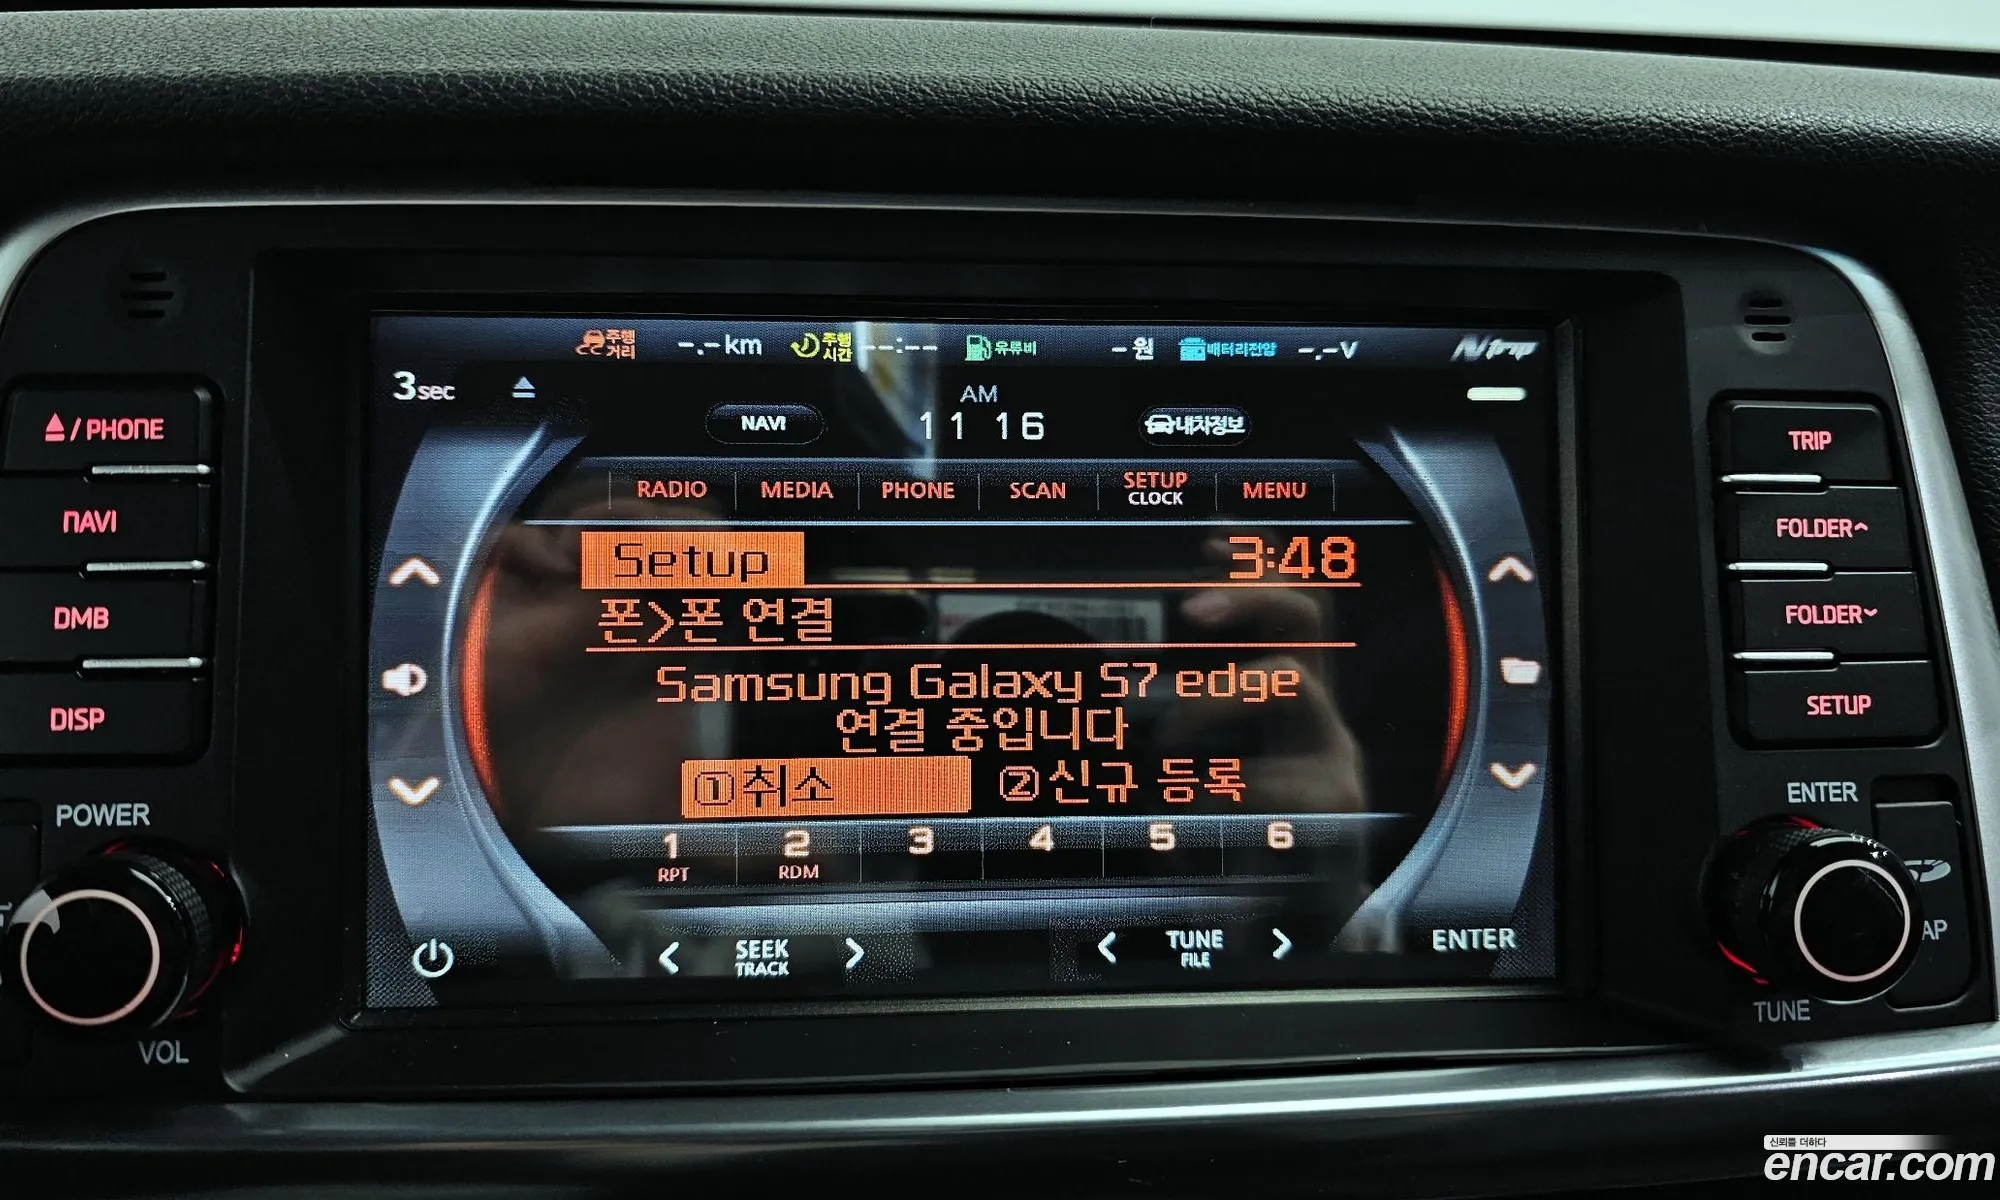 주행거리 -.-km 주행시간 --:-- 유류비 -원 배터리전압 -.-V Ntrip
3sec
AM
NAVI 11 16 내차정보
RADIO MEDIA PHONE SCAN SETUP CLOCK MENU
Setup 3:48
폰>폰 연결
Samsung Galaxy S7 edge
연결 중입니다
①취소 ②신규 등록
1 2 3 4 5 6
RPT RDM
SEEK TRACK TUNE FILE ENTER
/ PHONE
NAVI
DMB
DISP
POWER
VOL
TRIP
FOLDER
FOLDER
SETUP
ENTER
TUNE
신뢰를 더하다
encar.com